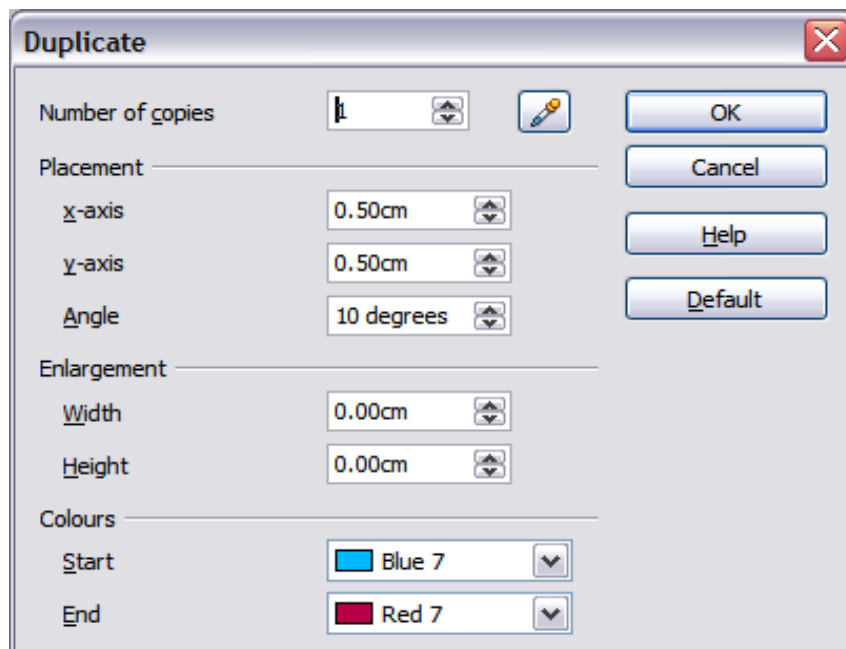 Duplicate
Number of copies 1
OK
Placement
Cancel
x-axis 0.50cm
Help
y-axis 0.50cm
Default
Angle 10 degrees
Enlargement
Width 0.00cm
Height 0.00cm
Colours
Start Blue 7
End Red 7